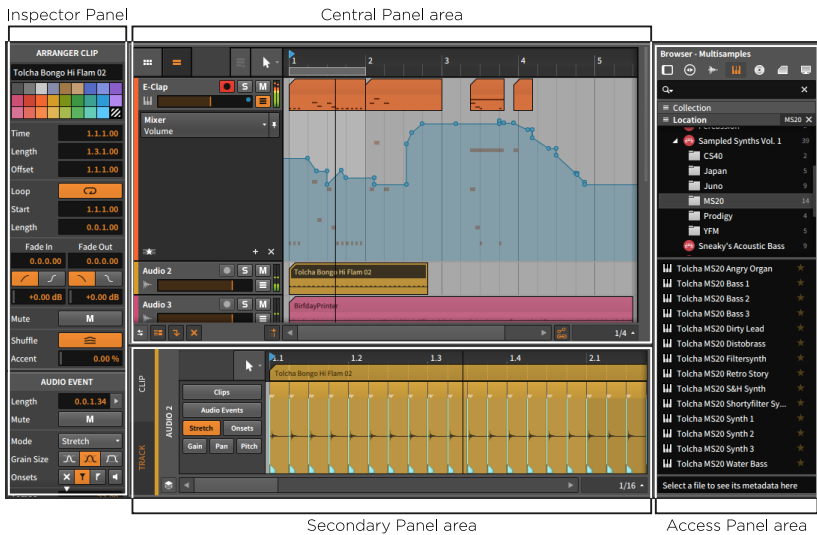 Inspector Panel
Central Panel area
ARRANGER CLIP
Tolcha Bongo Hi Flam 02
Time 1.1.1.00
Length 1.3.1.00
Offset 1.1.1.00
Loop
Start 1.1.1.00
Length 0.0.1.00
Fade In Fade Out
0.0.0.00 0.0.0.00
+0.00 dB +0.00 dB
Mute M
Shuffle
Accent 0.00 %
AUDIO EVENT
Length 0.0.1.34
Mute M
Mode Stretch
Grain Size
Onsets
1 2 3 4 5
E-Clap S M
Mixer
Volume
Audio 2 S M
Tolcha Bongo Hi Flam 02
Audio 3 S M
BirfdayPrinter
1/4
CLIP
TRACK
AUDIO 2
1.1 1.2 1.3 1.4 2.1
Tolcha Bongo Hi Flam 02
Clips
Audio Events
Stretch Onsets
Gain Pan Pitch
1/16
Browser - Multisamples
Collection
Location MS20
Percussion
Sampled Synths Vol. 1 39
CS40 2
Japan 5
Juno 9
MS20 14
Prodigy 4
YFM 5
Sneaky's Acoustic Bass 9
Tolcha MS20 Angry Organ
Tolcha MS20 Bass 1
Tolcha MS20 Bass 2
Tolcha MS20 Bass 3
Tolcha MS20 Dirty Lead
Tolcha MS20 Distobrass
Tolcha MS20 Filtersynth
Tolcha MS20 Retro Story
Tolcha MS20 S&H Synth
Tolcha MS20 Shortyfilter Sy...
Tolcha MS20 Synth 1
Tolcha MS20 Synth 2
Tolcha MS20 Synth 3
Tolcha MS20 Water Bass
Select a file to see its metadata here
Secondary Panel area
Access Panel area